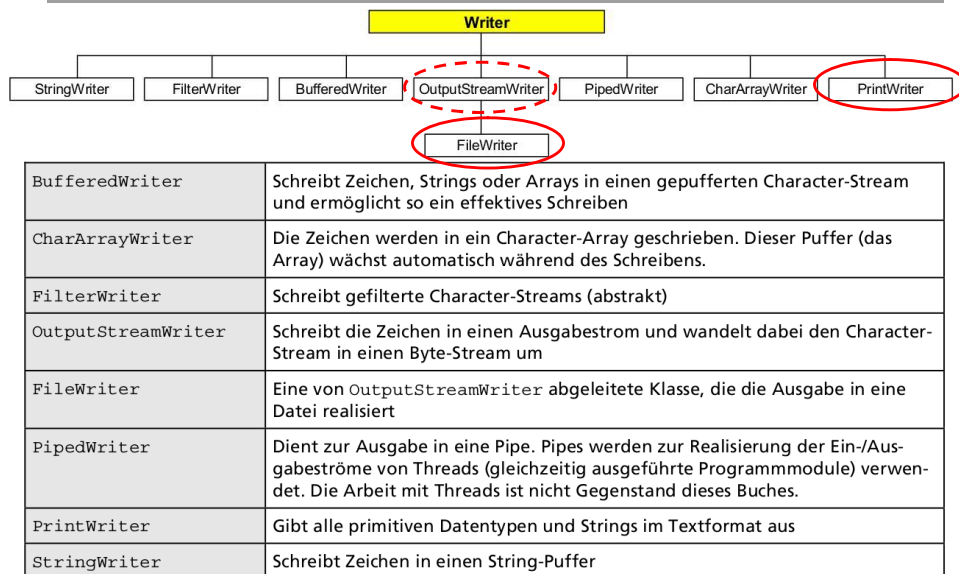 Writer
StringWriter FilterWriter BufferedWriter OutputStreamWriter PipedWriter CharArrayWriter PrintWriter
FileWriter
BufferedWriter Schreibt Zeichen, Strings oder Arrays in einen gepufferten Character-Stream
und ermöglicht so ein effektives Schreiben
CharArrayWriter Die Zeichen werden in ein Character-Array geschrieben. Dieser Puffer (das
Array) wächst automatisch während des Schreibens.
FilterWriter Schreibt gefilterte Character-Streams (abstrakt)
OutputStreamWriter Schreibt die Zeichen in einen Ausgabestrom und wandelt dabei den Character-
Stream in einen Byte-Stream um
FileWriter Eine von OutputStreamWriter abgeleitete Klasse, die die Ausgabe in eine
Datei realisiert
PipedWriter Dient zur Ausgabe in eine Pipe. Pipes werden zur Realisierung der Ein-/Aus-
gabeströme von Threads (gleichzeitig ausgeführte Programmmodule) verwen-
det. Die Arbeit mit Threads ist nicht Gegenstand dieses Buches.
PrintWriter Gibt alle primitiven Datentypen und Strings im Textformat aus
StringWriter Schreibt Zeichen in einen String-Puffer